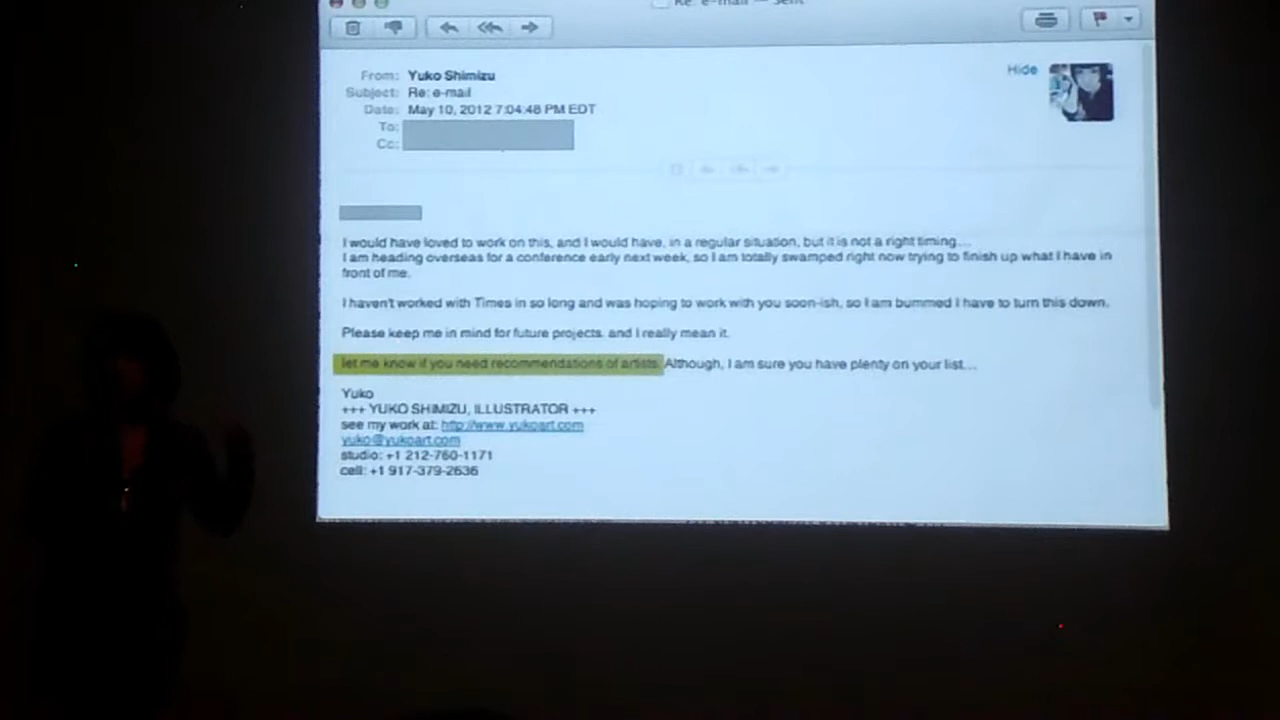 Re: e-mail — Sent
Hide
From: Yuko Shimizu
Subject: Re: e-mail
Date: May 10, 2012 7:04:48 PM EDT
To:
Cc:
I would have loved to work on this, and I would have, in a regular situation, but it is not a right timing...
I am heading overseas for a conference early next week, so I am totally swamped right now trying to finish up what I have in
front of me.
I haven't worked with Times in so long and was hoping to work with you soon-ish, so I am bummed I have to turn this down.
Please keep me in mind for future projects. and I really mean it.
let me know if you need recommendations of artists. Although, I am sure you have plenty on your list...
Yuko
+++ YUKO SHIMIZU, ILLUSTRATOR +++
see my work at: http://www.yukoart.com
yuko@yukoart.com
studio: +1 212-760-1171
cell: +1 917-379-2636